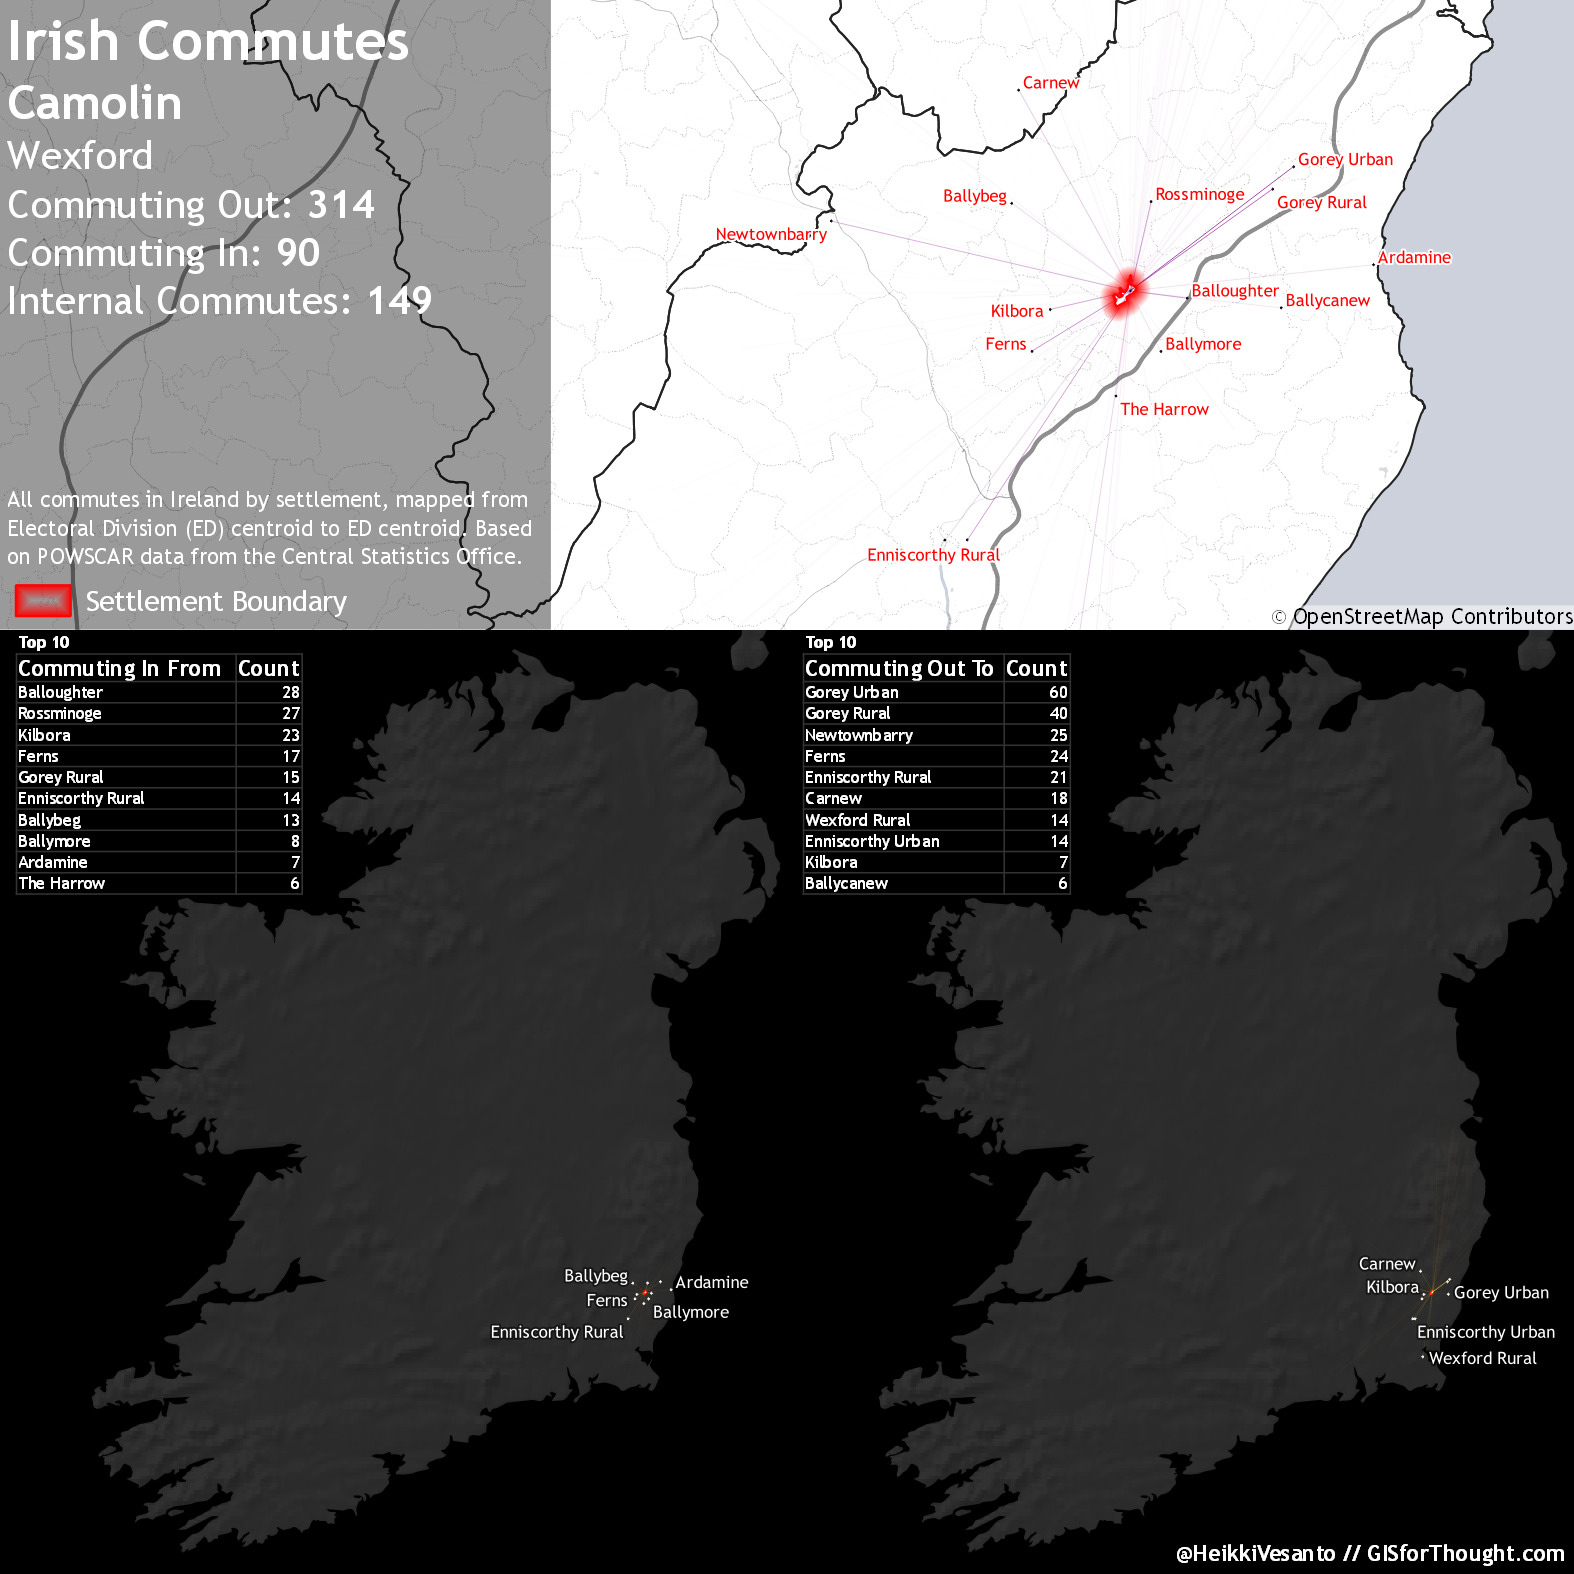 Irish Commutes
Camolin
Wexford
Commuting Out: 314
Commuting In: 90
Internal Commutes: 149
All commutes in Ireland by settlement, mapped from
Electoral Division (ED) centroid to ED centroid. Based
on POWSCAR data from the Central Statistics Office.
Settlement Boundary
Carnew
Gorey Urban
Ballybeg
Rossminoge
Gorey Rural
Newtownbarry
Ardamine
Balloughter
Ballycanew
Kilbora
Ferns
Ballymore
The Harrow
Enniscorthy Rural
© OpenStreetMap Contributors
Top 10
Commuting In From Count
Balloughter 28
Rossminoge 27
Kilbora 23
Ferns 17
Gorey Rural 15
Enniscorthy Rural 14
Ballybeg 13
Ballymore 8
Ardamine 7
The Harrow 6
Top 10
Commuting Out To Count
Gorey Urban 60
Gorey Rural 40
Newtownbarry 25
Ferns 24
Enniscorthy Rural 21
Carnew 18
Wexford Rural 14
Enniscorthy Urban 14
Kilbora 7
Ballycanew 6
Ballybeg
Ardamine
Ferns
Ballymore
Enniscorthy Rural
Carnew
Kilbora
Gorey Urban
Enniscorthy Urban
Wexford Rural
@HeikkiVesanto // GISforThought.com